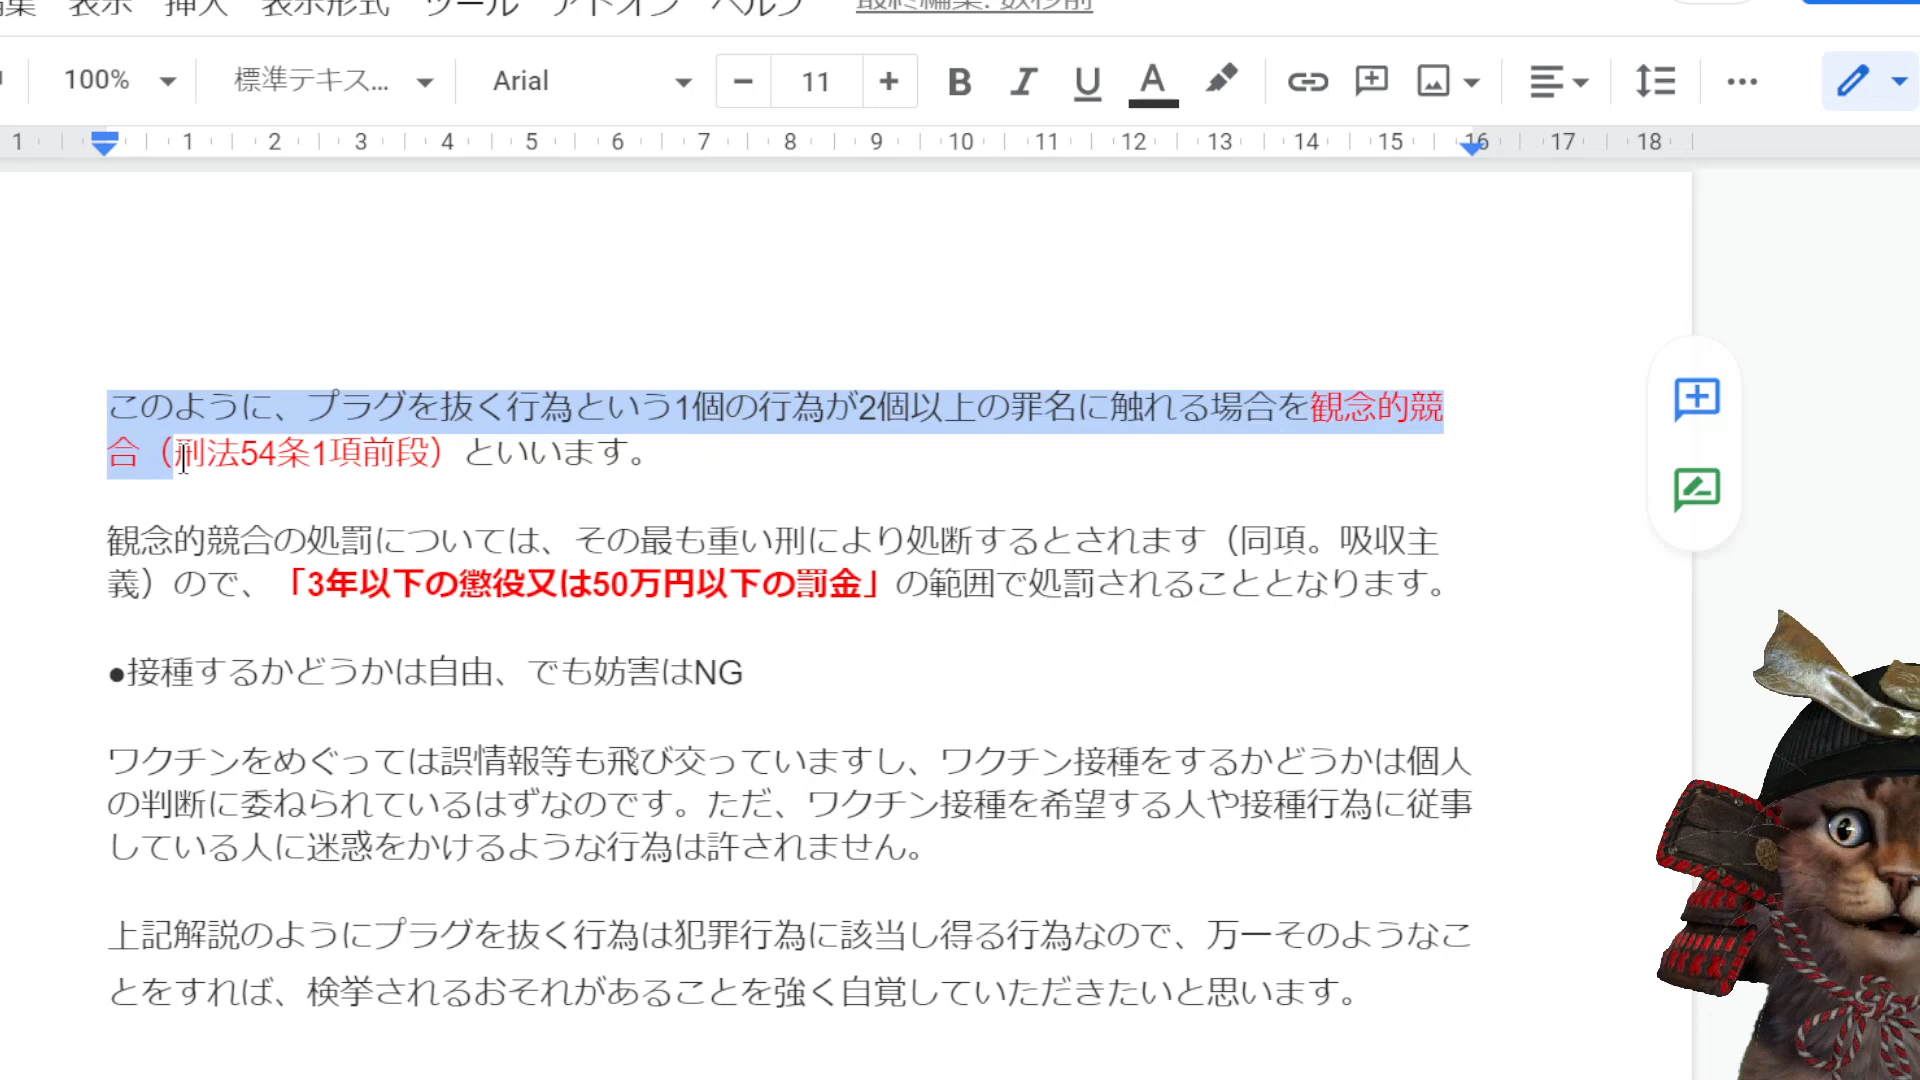 編集 表示 挿入 表示形式 ツール アドオン ヘルプ 最終編集: 数秒前
100% 標準テキス... Arial 11 B I U A
1 1 2 3 4 5 6 7 8 9 10 11 12 13 14 15 16 17 18
このように、プラグを抜く行為という1個の行為が2個以上の罪名に触れる場合を観念的競
合（刑法54条1項前段）といいます。
観念的競合の処罰については、その最も重い刑により処断するとされます（同項。吸収主
義）ので、「3年以下の懲役又は50万円以下の罰金」の範囲で処罰されることとなります。
●接種するかどうかは自由、でも妨害はNG
ワクチンをめぐっては誤情報等も飛び交っていますし、ワクチン接種をするかどうかは個人
の判断に委ねられているはずなのです。ただ、ワクチン接種を希望する人や接種行為に従事
している人に迷惑をかけるような行為は許されません。
上記解説のようにプラグを抜く行為は犯罪行為に該当し得る行為なので、万一そのようなこ
とをすれば、検挙されるおそれがあることを強く自覚していただきたいと思います。